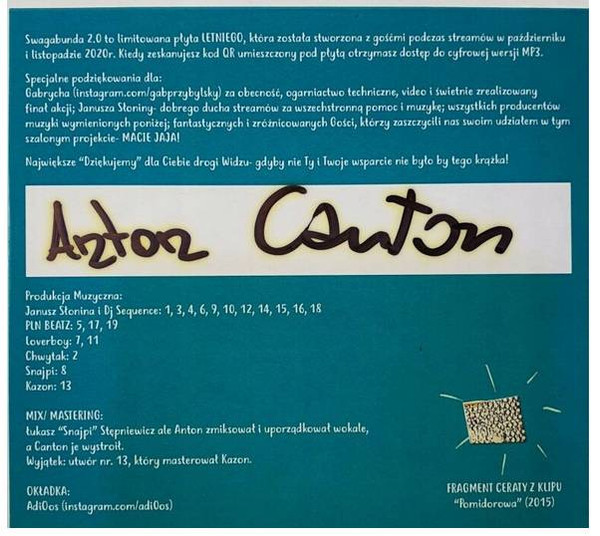 Swagabunda 2.0 to limitowana płyta LETNIEGO, która została stworzona z gośćmi podczas streamów w październiku
i listopadzie 2020r. Kiedy zeskanujesz kod QR umieszczony pod płytą otrzymasz dostęp do cyfrowej wersji MP3.
Specjalne podziękowania dla:
Gabrycha (instagram.com/gabprzybylsky) za obecność, ogarniactwo techniczne, video i świetnie zrealizowany
finał akcji; Janusza Słoniny- dobrego ducha streamów za wszechstronną pomoc i muzykę; wszystkich producentów
muzyki wymienionych poniżej; fantastycznych i zróżnicowanych Gości, którzy zaszczycili nas swoim udziałem w tym
szalonym projekcie- MACIE JAJA!
Największe "Dziękujemy" dla Ciebie drogi Widzu- gdyby nie Ty i Twoje wsparcie nie było by tego krążka!
Anton Canton
Produkcja Muzyczna:
Janusz Słonina i Dj Sequence: 1, 3, 4, 6, 9, 10, 12, 14, 15, 16, 18
PLN BEATZ: 5, 17, 19
Loverboy: 7, 11
Chwytak: 2
Snajpi: 8
Kazon: 13
MIX/ MASTERING:
Łukasz "Snajpi" Stępniewicz ale Anton zmiksował i uporządkował wokale,
a Canton je wystroił.
Wyjątek: utwór nr. 13, który masterował Kazon.
OKŁADKA:
Adi0os (instagram.com/adi0os)
FRAGMENT CERATY Z KLIPU
"Pomidorowa" (2015)